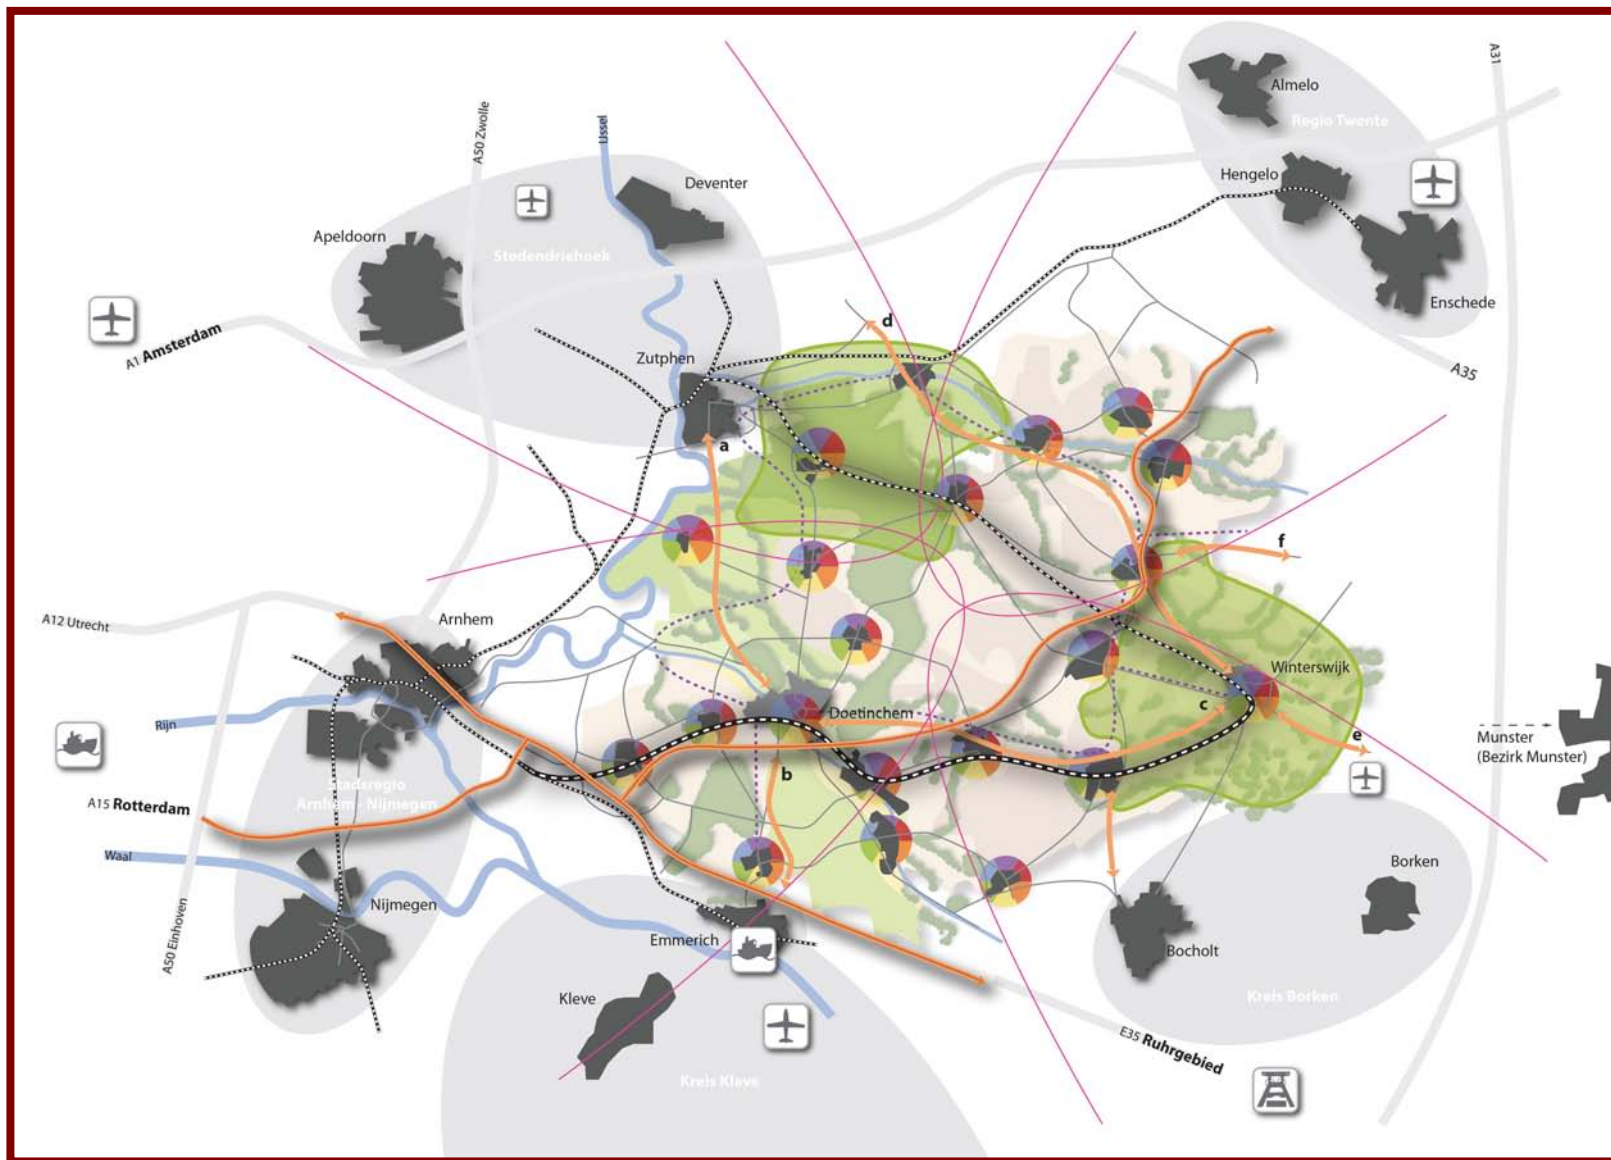 A31
Almelo
Regio Twente
A50 Zwolle
IJssel
Deventer
Hengelo
Apeldoorn
Stedendriehoek
Enschede
A1 Amsterdam
d
Zutphen
A35
a
f
A12 Utrecht
Arnhem
Winterswijk
Rijn
c
Doetinchem
e
Munster
(Bezirk Munster)
b
Stadsregio
Arnhem - Nijmegen
A15 Rotterdam
Waal
Borken
Nijmegen
A50 Einhoven
Emmerich
Bocholt
Kleve
Kreis Borken
E35 Ruhrgebied
Kreis Kleve